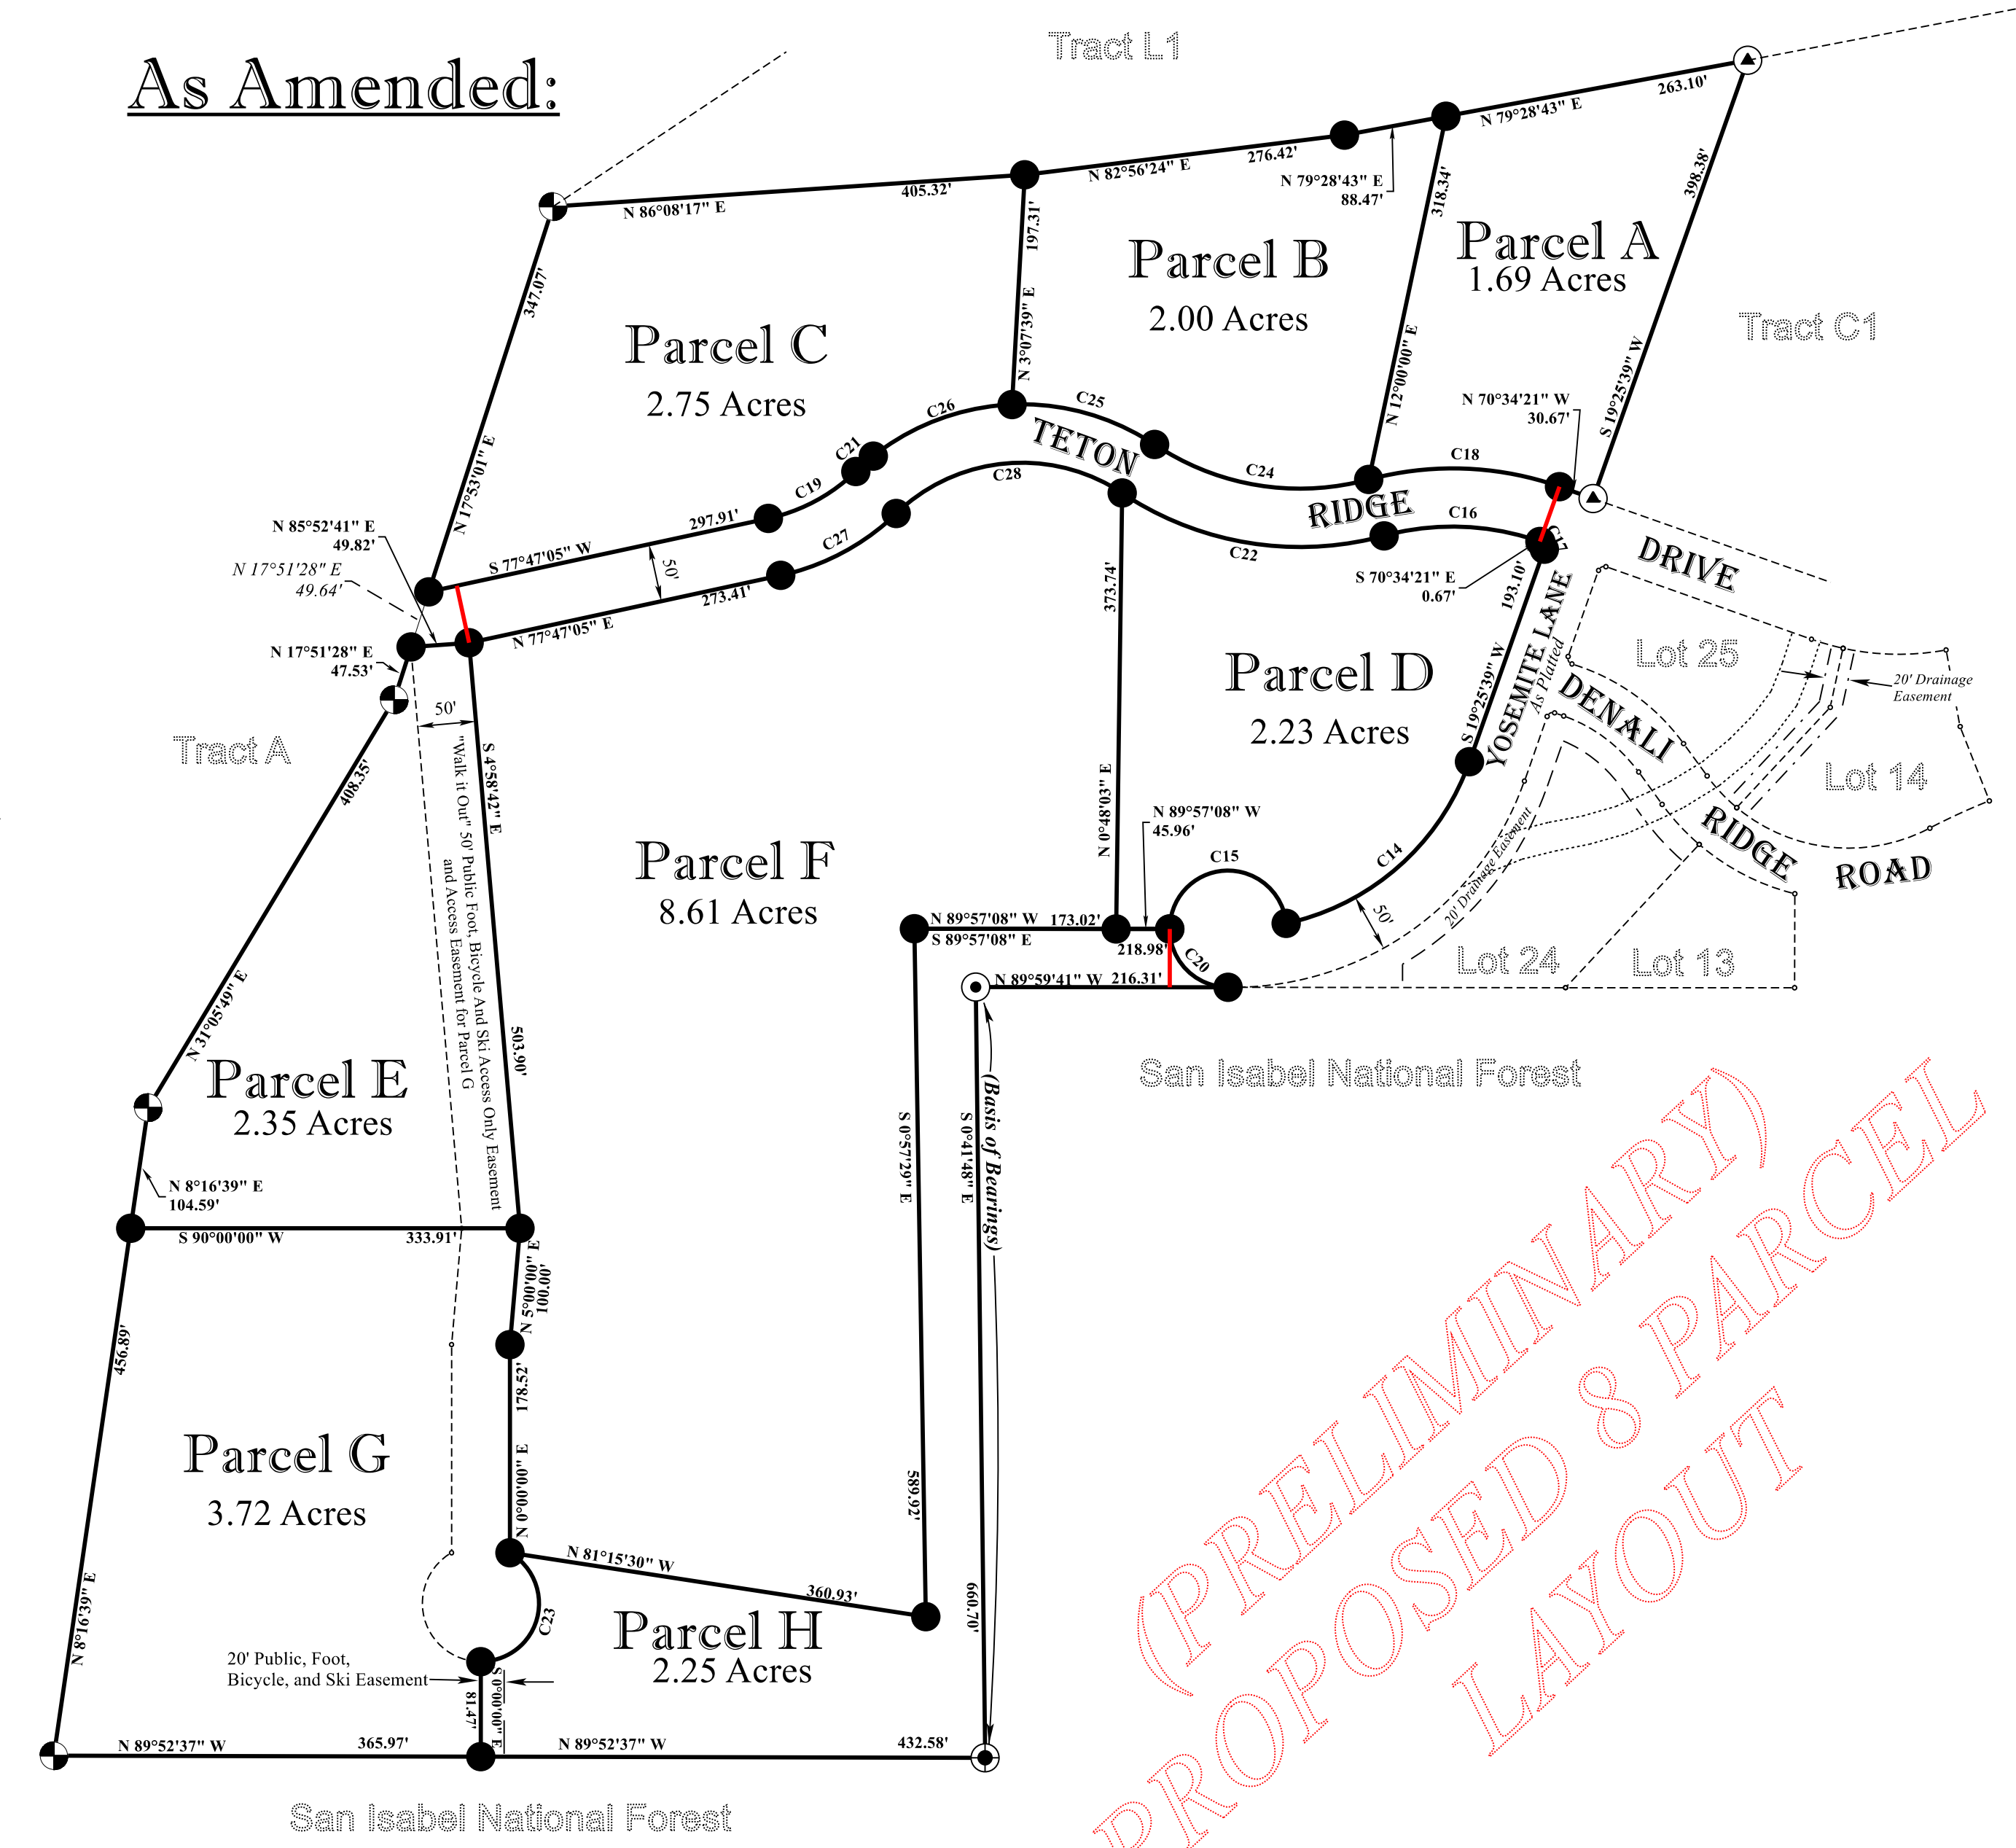 As Amended:
Tract L1
263.10'
N 79°28'43" E
276.42'
N 82°56'24" E
N 79°28'43" E
88.47'
405.32'
N 86°08'17" E
197.31'
318.34'
398.38'
347.07'
Parcel A
1.69 Acres
Parcel B
2.00 Acres
Parcel C
2.75 Acres
Tract C1
N 3°07'39" E
N 12°00'00" E
S 19°25'39" W
N 17°53'01" E
N 70°34'21" W
30.67'
C26
C25
C21
C19
C28
C24
C18
C16
C17
C27
C22
TETON
RIDGE
DRIVE
297.91'
S 77°47'05" W
50'
273.41'
N 77°47'05" E
N 85°52'41" E
49.82'
N 17°51'28" E
49.64'
N 17°51'28" E
47.53'
S 70°34'21" E
0.67'
193.10'
S 19°25'39" W
YOSEMITE LANE
As Platted
373.74'
N 0°48'03" E
Parcel D
2.23 Acres
Lot 25
20' Drainage
Easement
DENALI
RIDGE
ROAD
Lot 14
Tract A
408.35'
50'
S 4°58'42" E
"Walk it Out" 50' Public Foot, Bicycle And Ski Access Only Easement
and Access Easement for Parcel G
503.90'
Parcel F
8.61 Acres
N 89°57'08" W
45.96'
C15
C14
C20
50'
20' Drainage Easement
N 89°57'08" W 173.02'
S 89°57'08" E
218.98'
N 89°59'41" W 216.31'
Lot 24
Lot 13
San Isabel National Forest
N 31°05'49" E
Parcel E
2.35 Acres
N 8°16'39" E
104.59'
S 90°00'00" W
333.91'
N 5°00'00" E
100.00'
S 0°57'29" E
S 0°41'48" E
(Basis of Bearings)
456.89'
178.52'
N 0°00'00" E
589.92'
660.70'
Parcel G
3.72 Acres
N 8°16'39" E
N 81°15'30" W
360.93'
C23
Parcel H
2.25 Acres
20' Public, Foot,
Bicycle, and Ski Easement
81.47'
S 0°00'00" E
N 89°52'37" W
365.97'
N 89°52'37" W
432.58'
San Isabel National Forest
(PRELIMINARY)
PROPOSED 8 PARCEL
LAYOUT